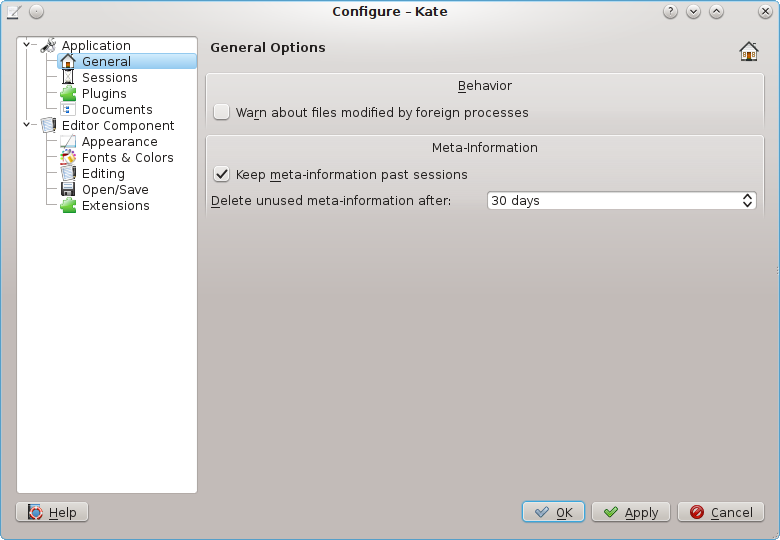 Configure – Kate
Application
General
Sessions
Plugins
Documents
Editor Component
Appearance
Fonts & Colors
Editing
Open/Save
Extensions
General Options
Behavior
Warn about files modified by foreign processes
Meta-Information
Keep meta-information past sessions
Delete unused meta-information after: 30 days
Help OK Apply Cancel